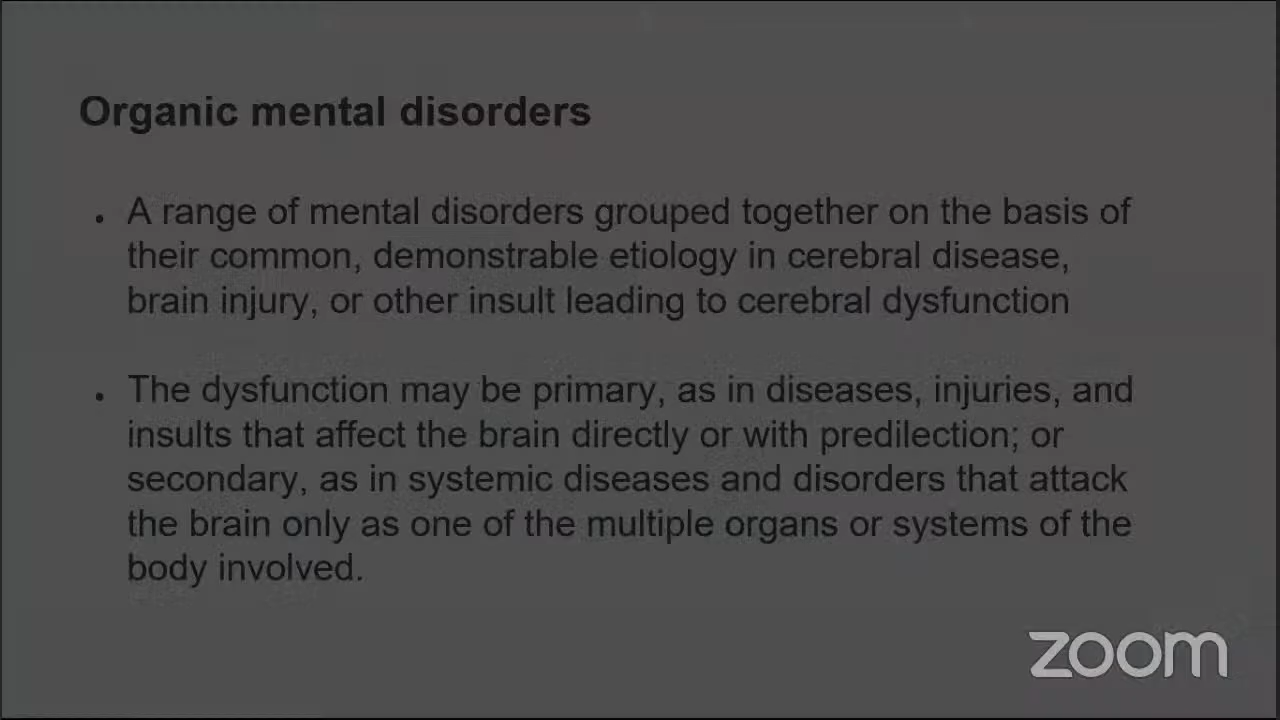 Organic mental disorders
• A range of mental disorders grouped together on the basis of
their common, demonstrable etiology in cerebral disease,
brain injury, or other insult leading to cerebral dysfunction
• The dysfunction may be primary, as in diseases, injuries, and
insults that affect the brain directly or with predilection; or
secondary, as in systemic diseases and disorders that attack
the brain only as one of the multiple organs or systems of the
body involved.
zoom